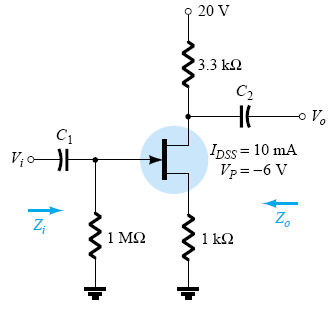 20 V
3.3 kΩ
C2
Vo
C1
Vi
IDSS = 10 mA
VP = –6 V
Zi
Zo
1 MΩ
1 kΩ